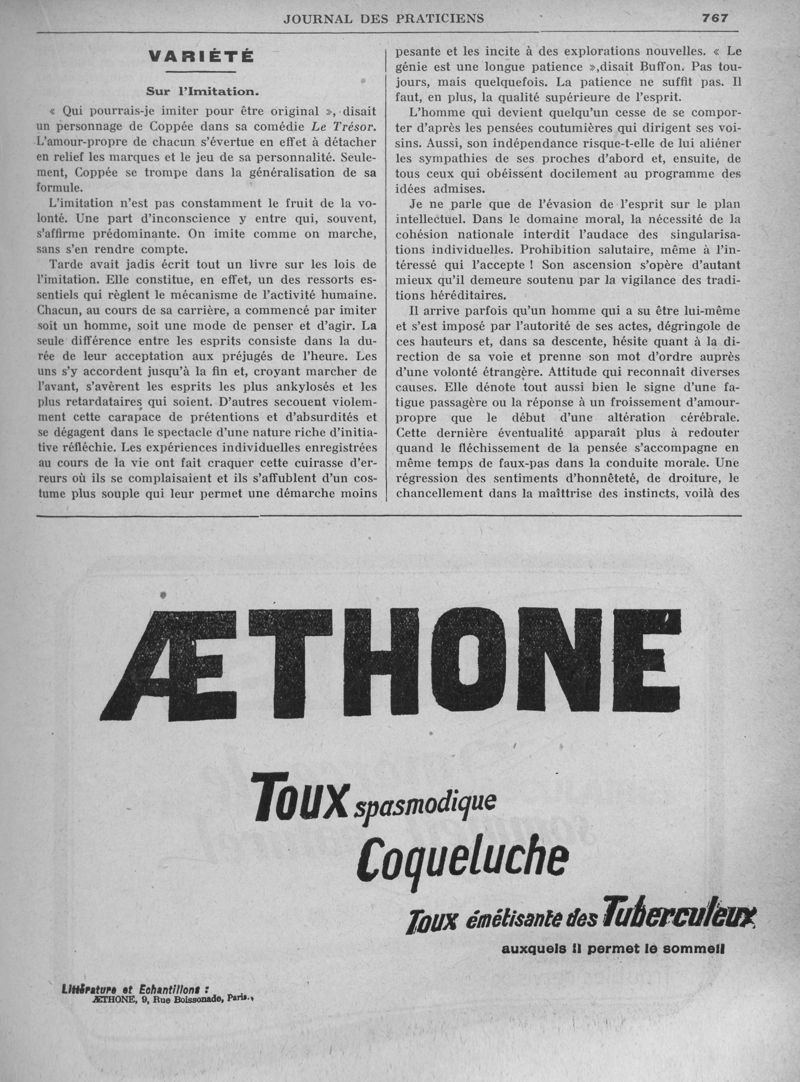 JOURNAL DES PRATICIENS 767
VARIÉTÉ
Sur l'Imitation.
« Qui pourrais-je imiter pour être original », disait
un personnage de Coppée dans sa comédie Le Trésor.
L'amour-propre de chacun s'évertue en effet à détacher
en relief les marques et le jeu de sa personnalité. Seule-
ment, Coppée se trompe dans la généralisation de sa
formule.
L'imitation n'est pas constamment le fruit de la vo-
lonté. Une part d'inconscience y entre qui, souvent,
s'affirme prédominante. On imite comme on marche,
sans s'en rendre compte.
Tarde avait jadis écrit tout un livre sur les lois de
l'imitation. Elle constitue, en effet, un des ressorts es-
sentiels qui règlent le mécanisme de l'activité humaine.
Chacun, au cours de sa carrière, a commencé par imiter
soit un homme, soit une mode de penser et d'agir. La
seule différence entre les esprits consiste dans la du-
rée de leur acceptation aux préjugés de l'heure. Les
uns s'y accordent jusqu'à la fin et, croyant marcher de
l'avant, s'avèrent les esprits les plus ankylosés et les
plus retardataires qui soient. D'autres secouent violem-
ment cette carapace de prétentions et d'absurdités et
se dégagent dans le spectacle d'une nature riche d'initia-
tive réfléchie. Les expériences individuelles enregistrées
au cours de la vie ont fait craquer cette cuirasse d'er-
reurs où ils se complaisaient et ils s'affublent d'un cos-
tume plus souple qui leur permet une démarche moins
pesante et les incite à des explorations nouvelles. « Le
génie est une longue patience »,disait Buffon. Pas tou-
jours, mais quelquefois. La patience ne suffit pas. Il
faut, en plus, la qualité supérieure de l'esprit.
L'homme qui devient quelqu'un cesse de se compor-
ter d'après les pensées coutumières qui dirigent ses voi-
sins. Aussi, son indépendance risque-t-elle de lui aliéner
les sympathies de ses proches d'abord et, ensuite, de
tous ceux qui obéissent docilement au programme des
idées admises.
Je ne parle que de l'évasion de l'esprit sur le plan
intellectuel. Dans le domaine moral, la nécessité de la
cohésion nationale interdit l'audace des singularisa-
tions individuelles. Prohibition salutaire, même à l'in-
téressé qui l'accepte ! Son ascension s'opère d'autant
mieux qu'il demeure soutenu par la vigilance des tradi-
tions héréditaires.
Il arrive parfois qu'un homme qui a su être lui-même
et s'est imposé par l'autorité de ses actes, dégringole de
ces hauteurs et, dans sa descente, hésite quant à la di-
rection de sa voie et prenne son mot d'ordre auprès
d'une volonté étrangère. Attitude qui reconnaît diverses
causes. Elle dénote tout aussi bien le signe d'une fa-
tigue passagère ou la réponse à un froissement d'amour-
propre que le début d'une altération cérébrale.
Cette dernière éventualité apparaît plus à redouter
quand le fléchissement de la pensée s'accompagne en
même temps de faux-pas dans la conduite morale. Une
régression des sentiments d'honnêteté, de droiture, le
chancellement dans la maîttrise des instincts, voilà des
ÆTHONE
Toux spasmodique
Coqueluche
Toux émétisante des Tuberculeux
auxquels il permet le sommeil
Littérature et Echantillons :
ÆTHONE, 9, Rue Boissonade, Paris.